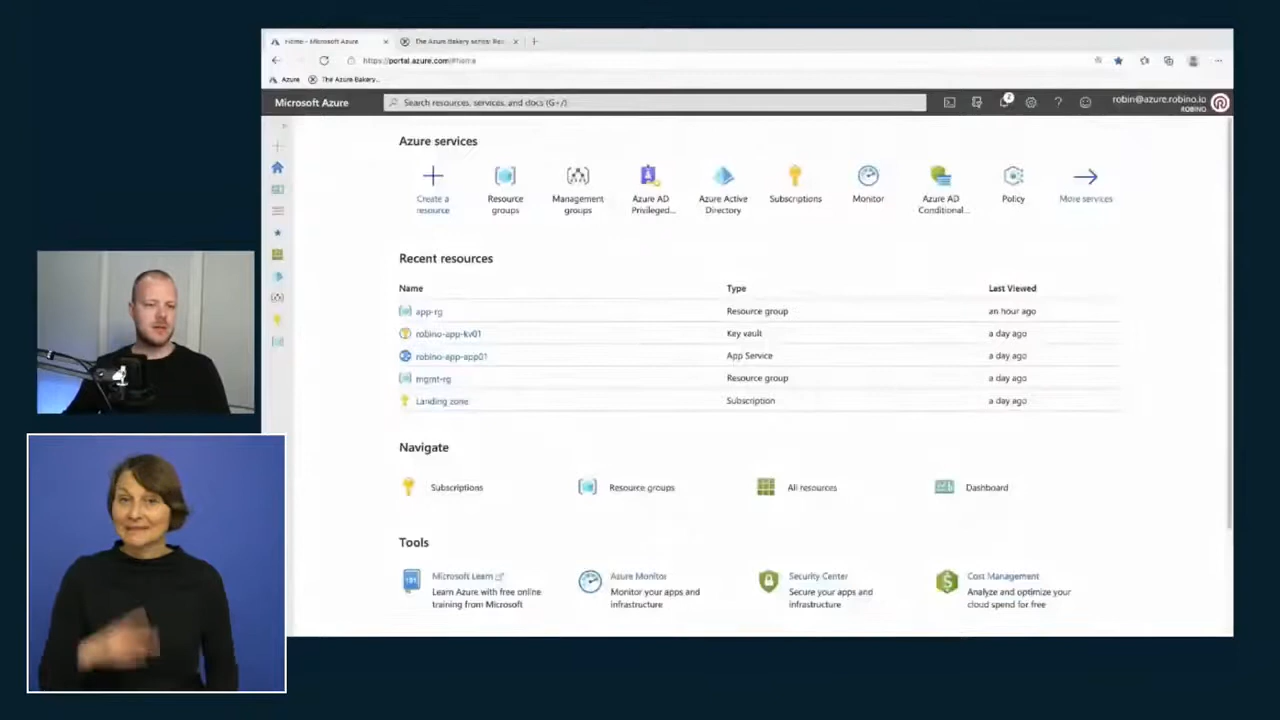 Home - Microsoft Azure
The Azure Bakery series: Res
https://portal.azure.com/#home
Azure
The Azure Bakery...
Microsoft Azure
Search resources, services, and docs (G+/)
2
robin@azure.robino.io
ROBINO
Azure services
Create a resource
Resource groups
Management groups
Azure AD Privileged...
Azure Active Directory
Subscriptions
Monitor
Azure AD Conditional...
Policy
More services
Recent resources
Name Type Last Viewed
app-rg Resource group an hour ago
robino-app-kv01 Key vault a day ago
robino-app-app01 App Service a day ago
mgmt-rg Resource group a day ago
Landing zone Subscription a day ago
Navigate
Subscriptions
Resource groups
All resources
Dashboard
Tools
Microsoft Learn
Learn Azure with free online
training from Microsoft
Azure Monitor
Monitor your apps and
infrastructure
Security Center
Secure your apps and
infrastructure
Cost Management
Analyze and optimize your
cloud spend for free